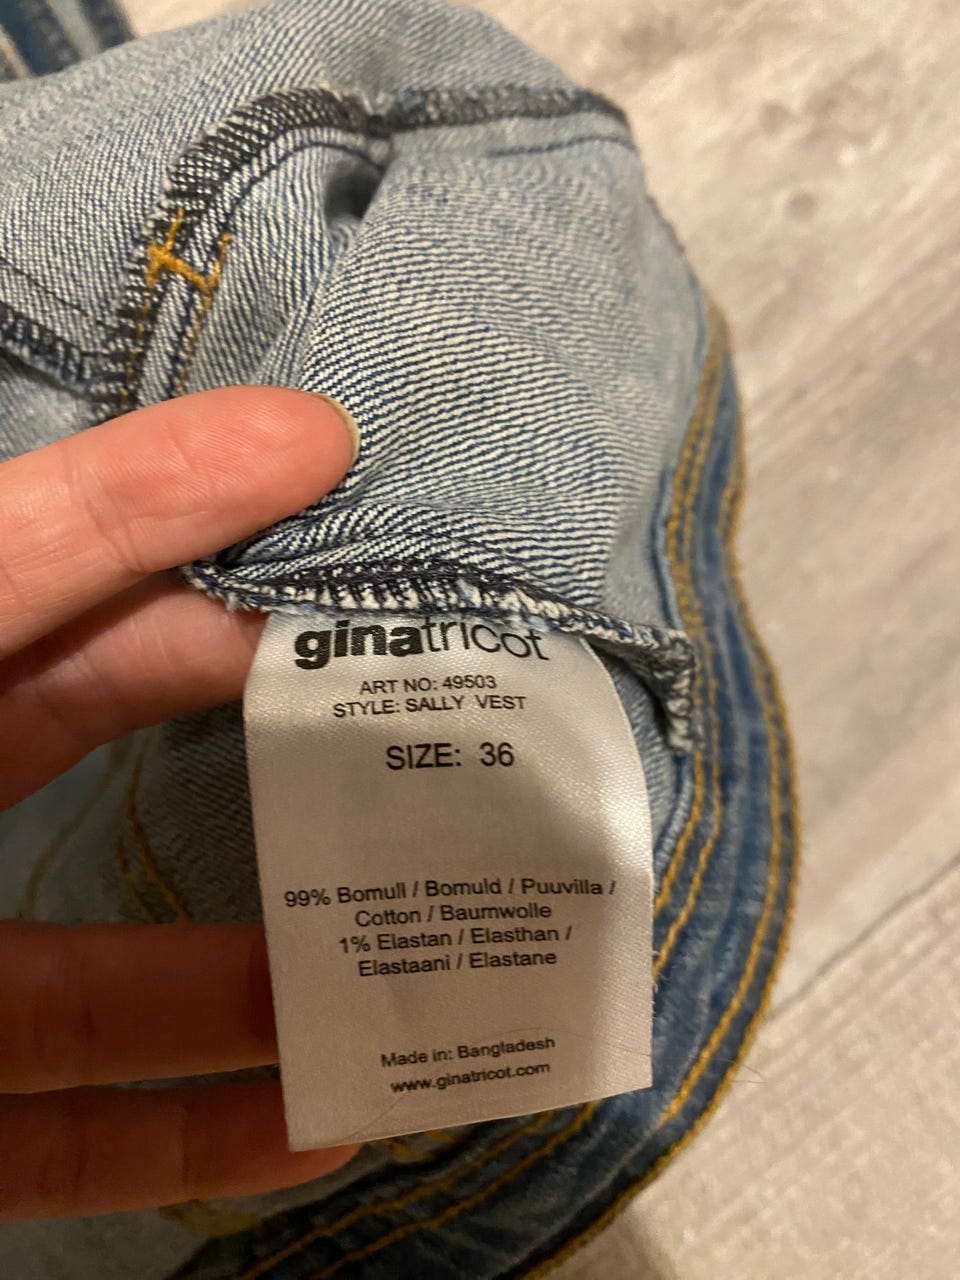 ginatricot
ART NO: 49503
STYLE: SALLY VEST
SIZE: 36
99% Bomull / Bomuld / Puuvilla /
Cotton / Baumwolle
1% Elastan / Elasthan /
Elastaani / Elastane
Made in: Bangladesh
www.ginatricot.com